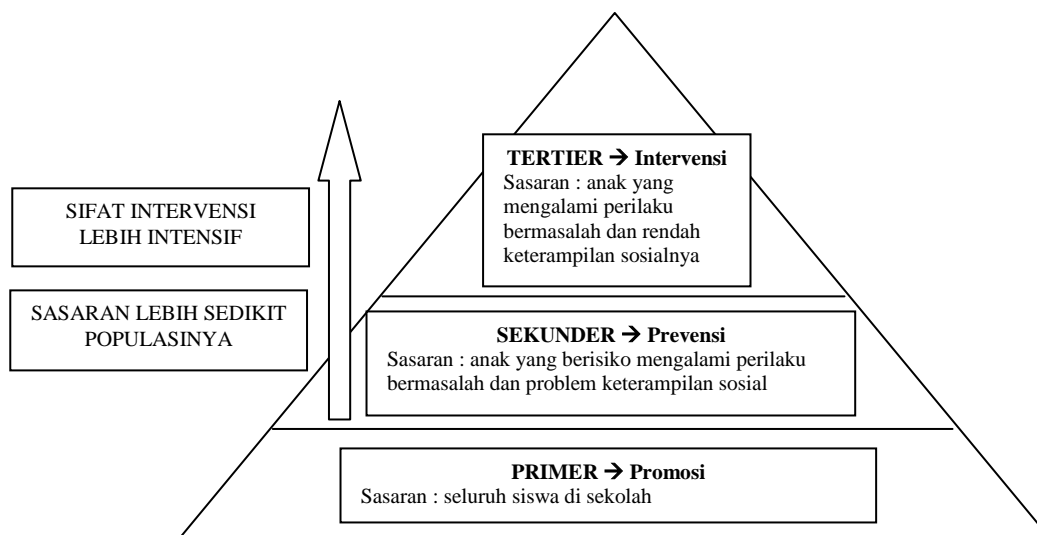 TERTIER → Intervensi
Sasaran : anak yang
mengalami perilaku
bermasalah dan rendah
keterampilan sosialnya
SIFAT INTERVENSI
LEBIH INTENSIF
SASARAN LEBIH SEDIKIT
POPULASINYA
SEKUNDER → Prevensi
Sasaran : anak yang berisiko mengalami perilaku
bermasalah dan problem keterampilan sosial
PRIMER → Promosi
Sasaran : seluruh siswa di sekolah